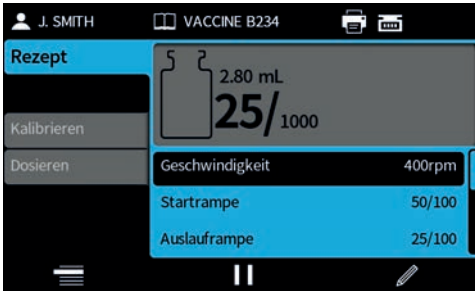 J. SMITH VACCINE B234
Rezept
2.80 mL
25/1000
Kalibrieren
Dosieren
Geschwindigkeit 400rpm
Startrampe 50/100
Auslauframpe 25/100